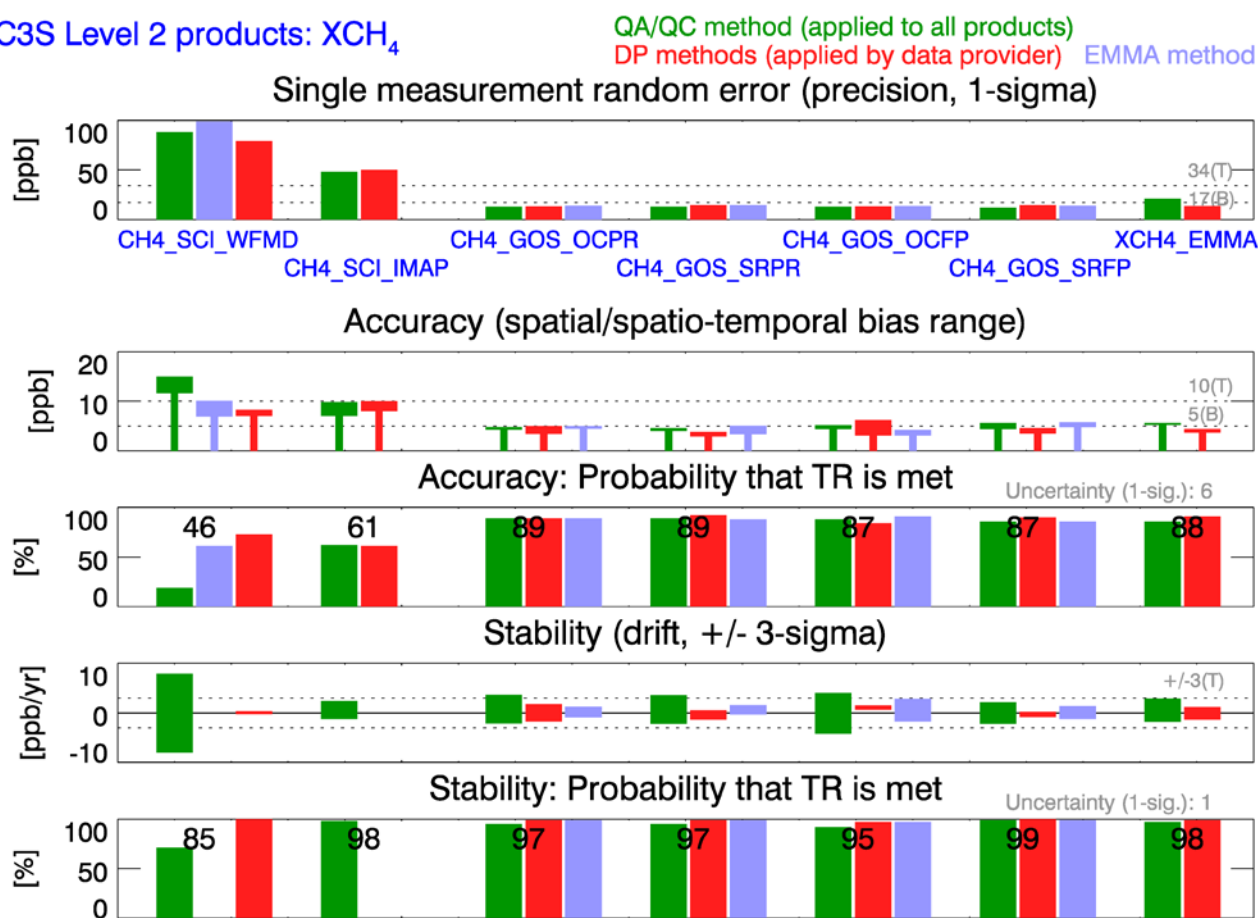 C3S Level 2 products: XCH4
QA/QC method (applied to all products)
DP methods (applied by data provider) EMMA method
Single measurement random error (precision, 1-sigma)
[ppb]
100
50
0
34(T)
17(B)
CH4_SCI_WFMD CH4_GOS_OCPR CH4_GOS_OCFP XCH4_EMMA
CH4_SCI_IMAP CH4_GOS_SRPR CH4_GOS_SRFP
Accuracy (spatial/spatio-temporal bias range)
[ppb]
20
10
0
10(T)
5(B)
Accuracy: Probability that TR is met
Uncertainty (1-sig.): 6
[%]
100
50
0
46 61 89 89 87 87 88
Stability (drift, +/- 3-sigma)
[ppb/yr]
10
0
-10
+/-3(T)
Stability: Probability that TR is met
Uncertainty (1-sig.): 1
[%]
100
50
0
85 98 97 97 95 99 98